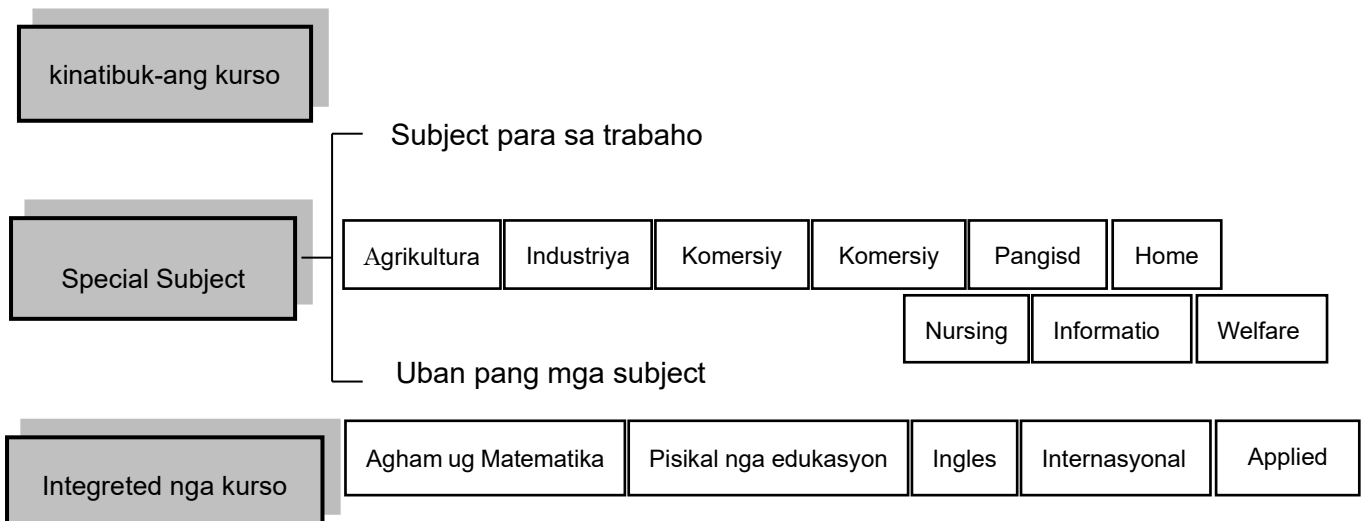 kinatibuk-ang kurso
Subject para sa trabaho
Special Subject
Agrikultura Industriya Komersiy Komersiy Pangisd Home
Nursing Informatio Welfare
Uban pang mga subject
Integreted nga kurso
Agham ug Matematika Pisikal nga edukasyon Ingles Internasyonal Applied